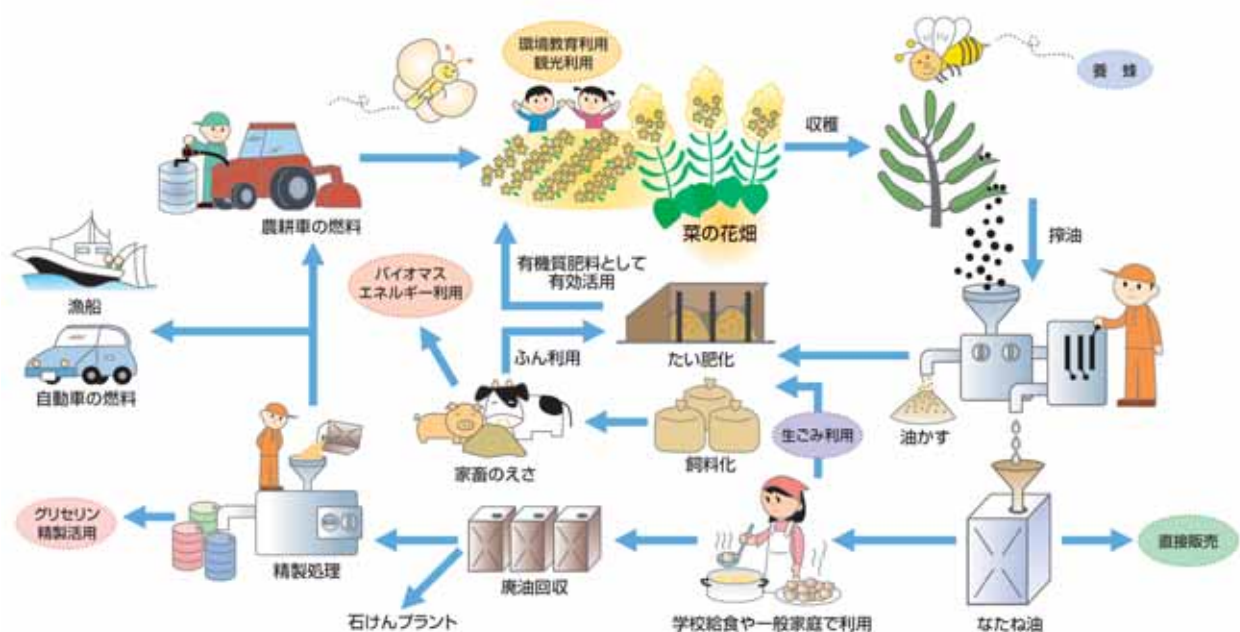 環境教育利用
観光利用
養　蜂
収穫
農耕車の燃料
菜の花畑
搾油
有機質肥料として
有効活用
バイオマス
エネルギー利用
漁船
ふん利用
たい肥化
自動車の燃料
油かす
生ごみ利用
飼料化
家畜のえさ
グリセリン
精製活用
直接販売
精製処理
廃油回収
石けんプラント
学校給食や一般家庭で利用
なたね油